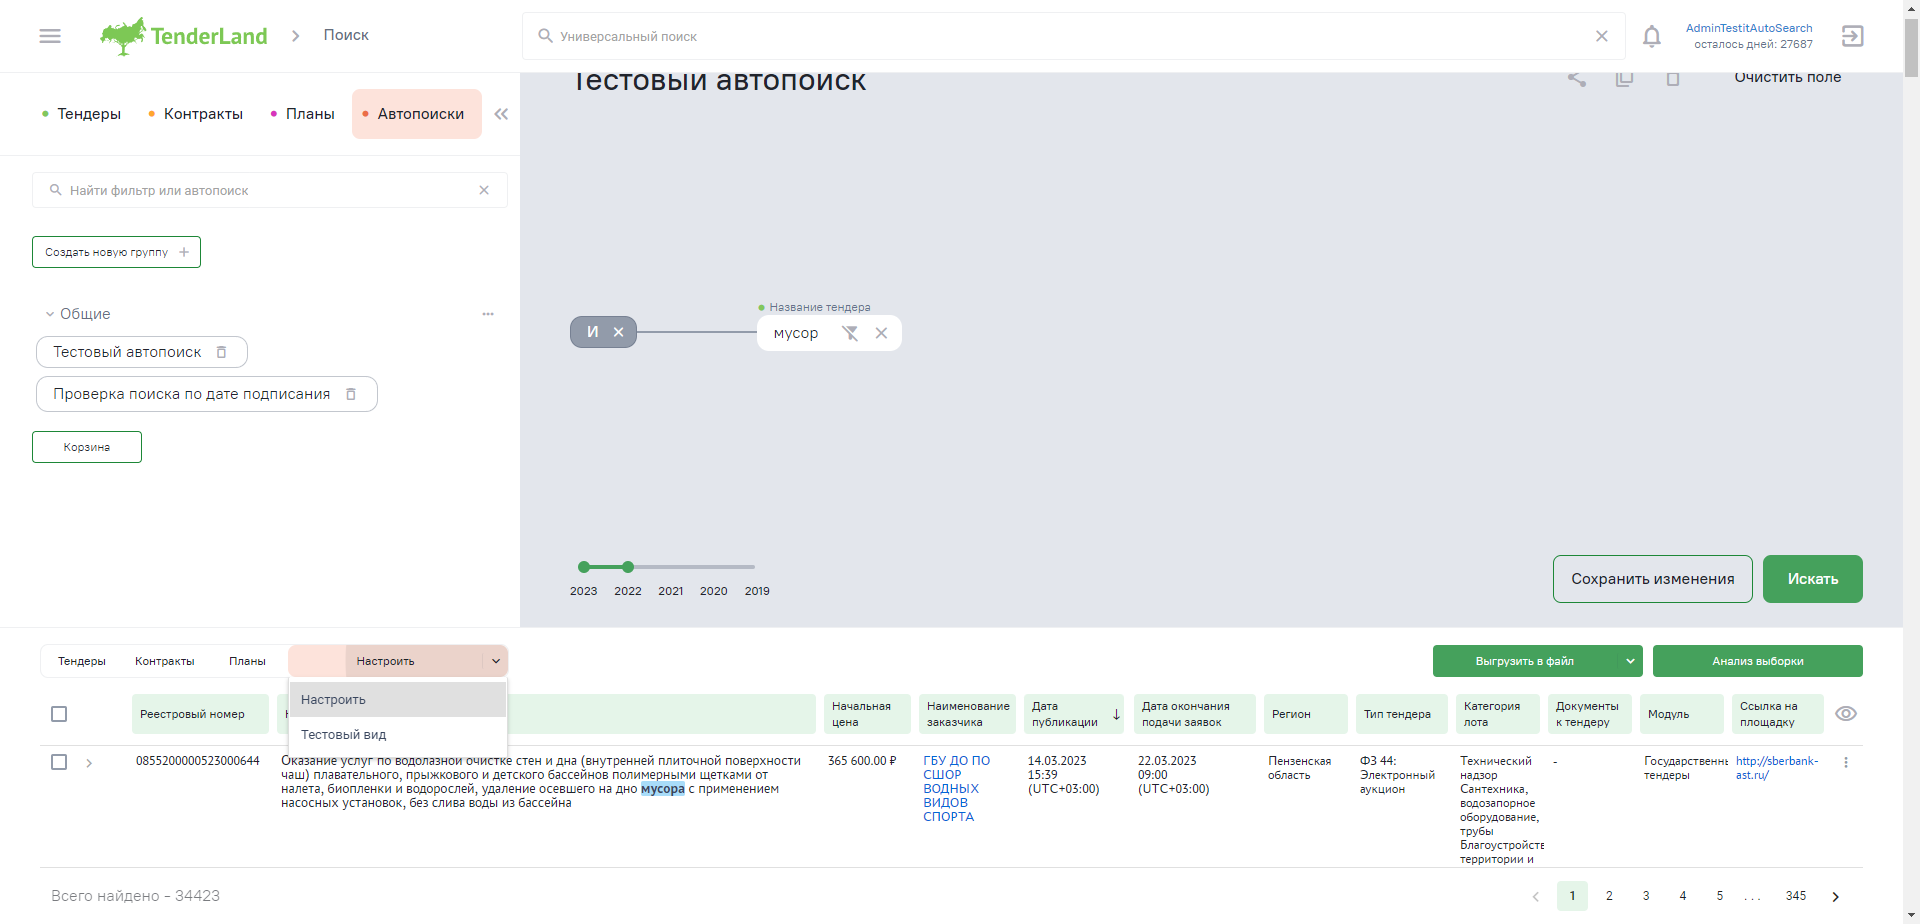 TenderLand
Поиск
Универсальный поиск
AdminTestitAutoSearch
осталось дней: 27687
Тендеры
Контракты
Планы
Автопоиски
Тестовый автопоиск
Очистить поле
Найти фильтр или автопоиск
Создать новую группу
Общие
Тестовый автопоиск
Проверка поиска по дате подписания
Корзина
И
Название тендера
мусор
2023 2022 2021 2020 2019
Сохранить изменения
Искать
Тендеры
Контракты
Планы
Настроить
Настроить
Тестовый вид
Выгрузить в файл
Анализ выборки
Реестровый номер
Начальная
цена
Наименование
заказчика
Дата
публикации
Дата окончания
подачи заявок
Регион
Тип тендера
Категория
лота
Документы
к тендеру
Модуль
Ссылка на
площадку
0855200000523000644
Оказание услуг по водолазной очистке стен и дна (внутренней плиточной поверхности
чаш) плавательного, прыжкового и детского бассейнов полимерными щетками от
налета, биопленки и водорослей, удаление осевшего на дно мусора с применением
насосных установок, без слива воды из бассейна
365 600.00 ₽
ГБУ ДО ПО
СШОР
ВОДНЫХ
ВИДОВ
СПОРТА
14.03.2023
15:39
(UTC+03:00)
22.03.2023
09:00
(UTC+03:00)
Пензенская
область
ФЗ 44:
Электронный
аукцион
Технический
надзор
Сантехника,
водозапорное
оборудование,
трубы
Благоустройств
территории и
-
Государственны
тендеры
http://sberbank-
ast.ru/
Всего найдено - 34423
1 2 3 4 5 ... 345